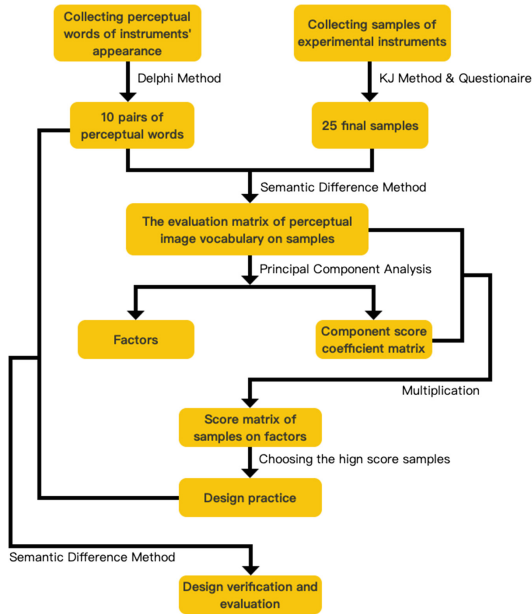 Collecting perceptual
words of instruments'
appearance
Collecting samples of
experimental instruments
Delphi Method
KJ Method & Questionaire
10 pairs of
perceptual words
25 final samples
Semantic Difference Method
The evaluation matrix of perceptual
image vocabulary on samples
Principal Component Analysis
Factors
Component score
coefficient matrix
Multiplication
Score matrix of
samples on factors
Choosing the hign score samples
Design practice
Semantic Difference Method
Design verification and
evaluation